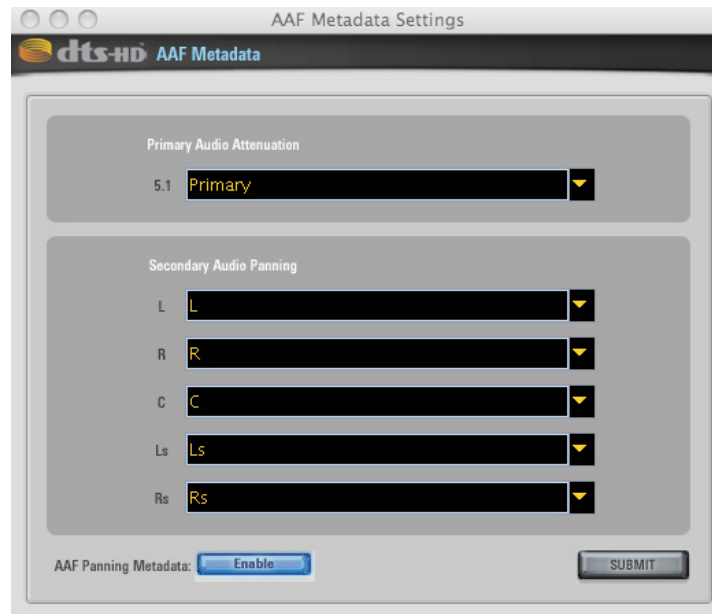 AAF Metadata Settings
dts-HD AAF Metadata
Primary Audio Attenuation
5.1 Primary
Secondary Audio Panning
L L
R R
C C
Ls Ls
Rs Rs
AAF Panning Metadata: Enable SUBMIT